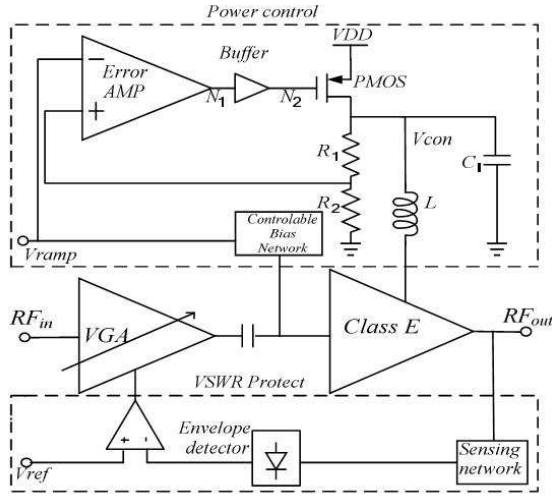 Power control
VDD
Buffer
Error
AMP
−
+
N1
N2
PMOS
R1
Vcon
C1
R2
L
Controlable
Bias
Network
Vramp
RFin
VGA
Class E
RFout
VSWR Protect
Envelope
detector
+ -
Vref
Sensing
network